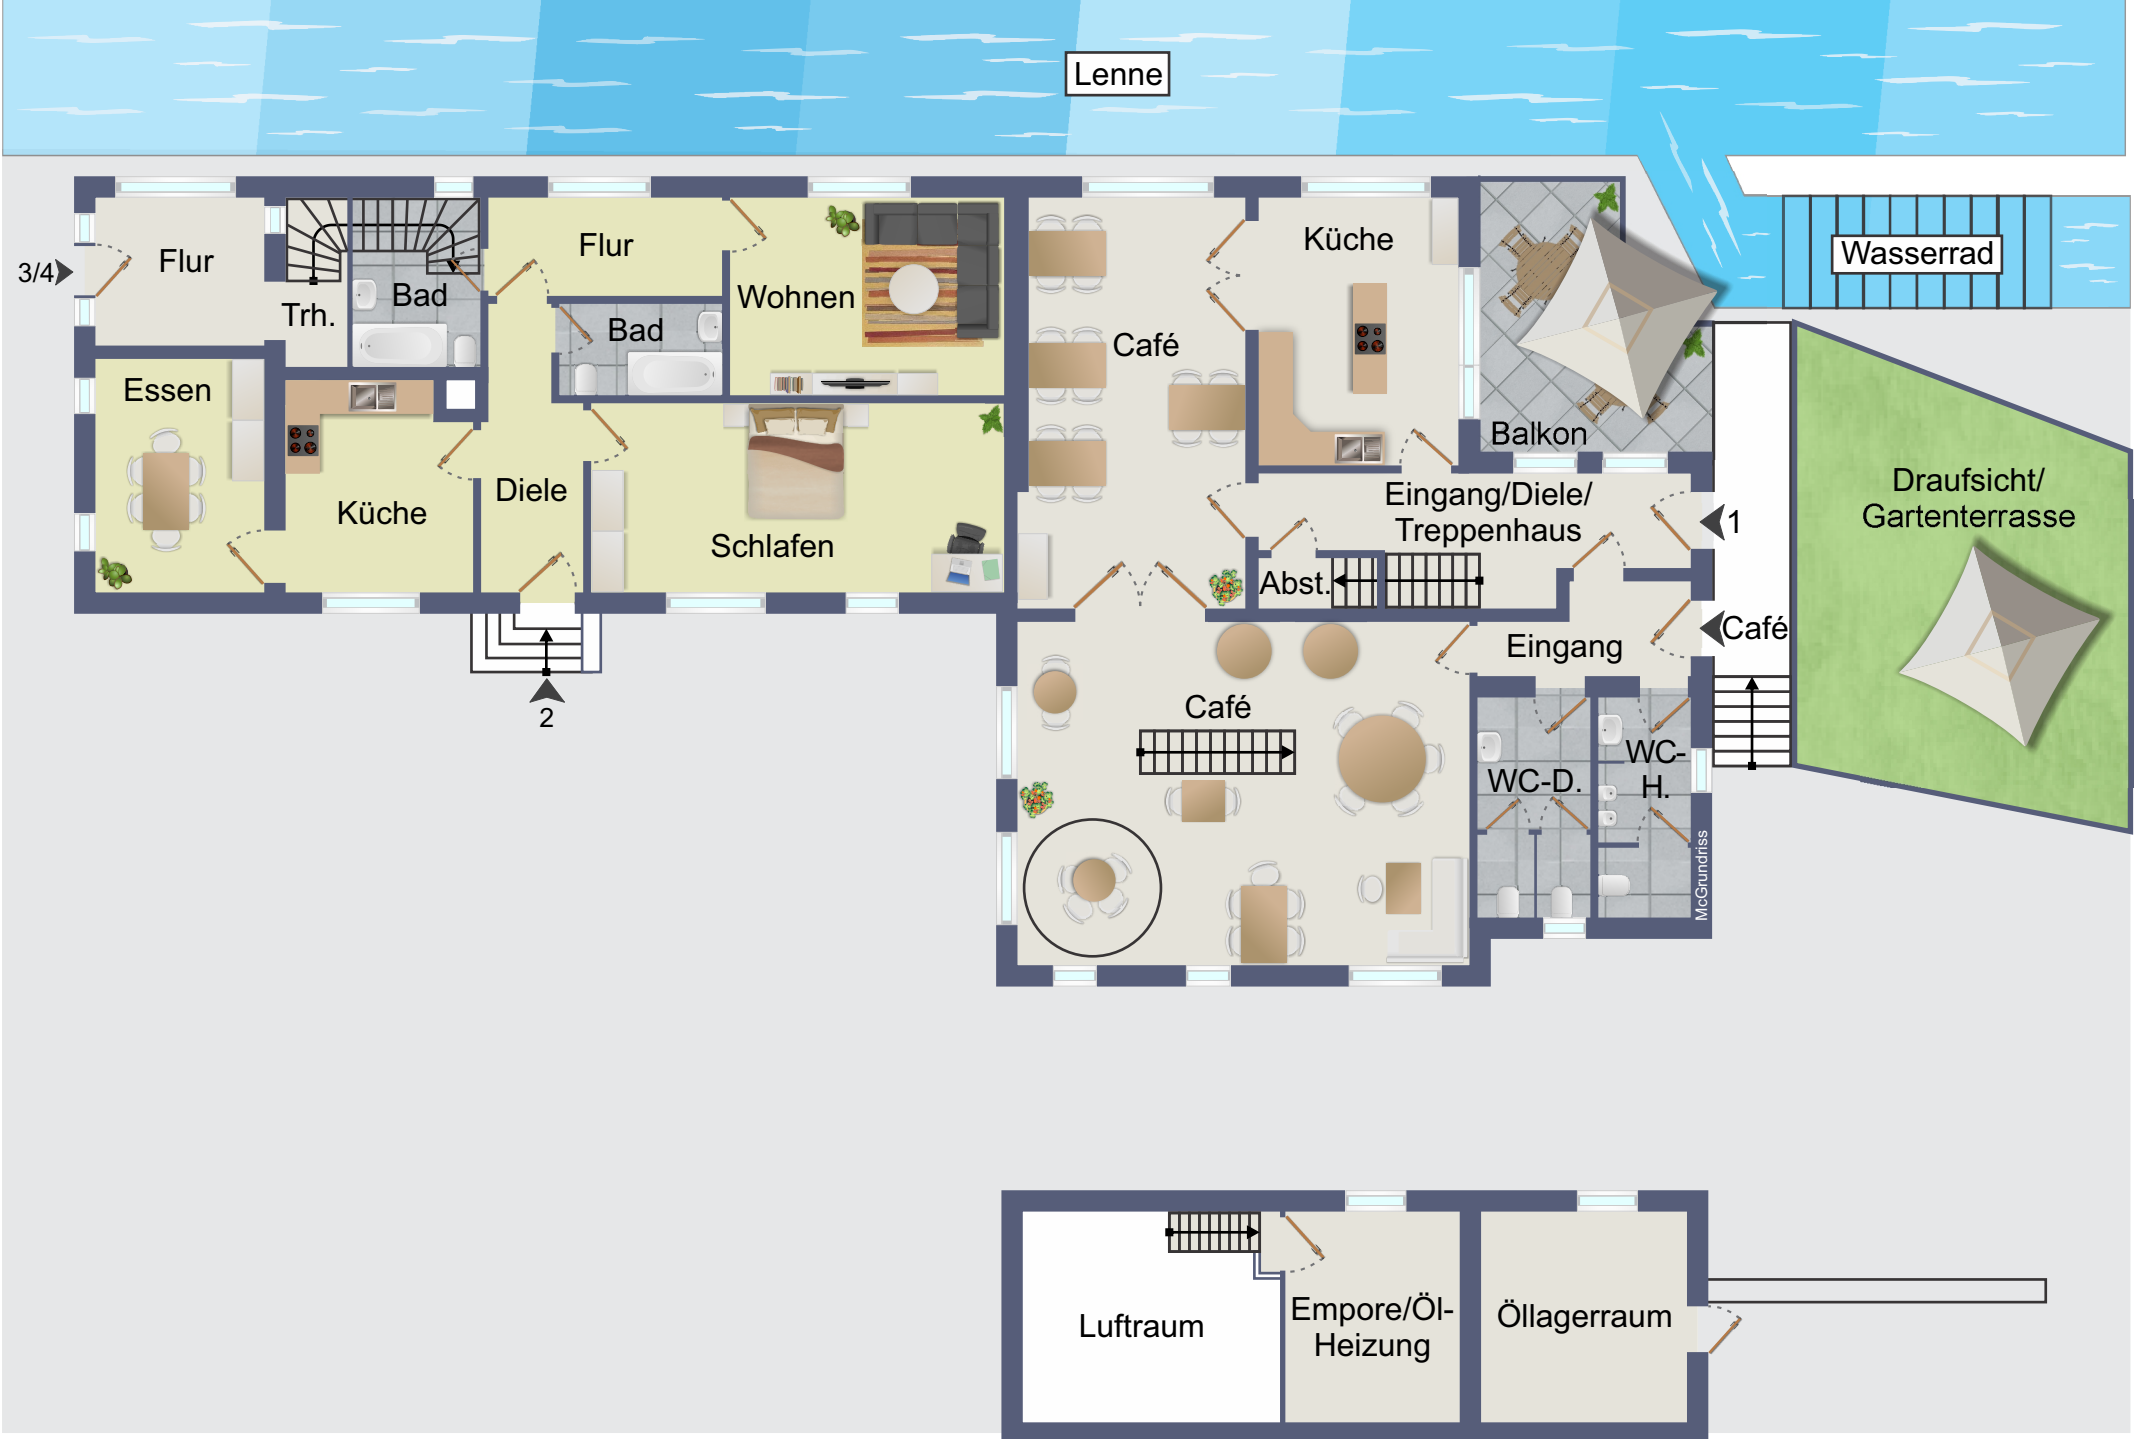 Lenne
Wasserrad
3/4
Flur
Trh.
Bad
Flur
Bad
Wohnen
Café
Küche
Balkon
Essen
Küche
Diele
Schlafen
Eingang/Diele/
Treppenhaus
1
Abst.
Draufsicht/
Gartenterrasse
Eingang
Café
2
Café
WC-D.
WC-
H.
McGrundriss
Luftraum
Empore/Öl-
Heizung
Öllagerraum